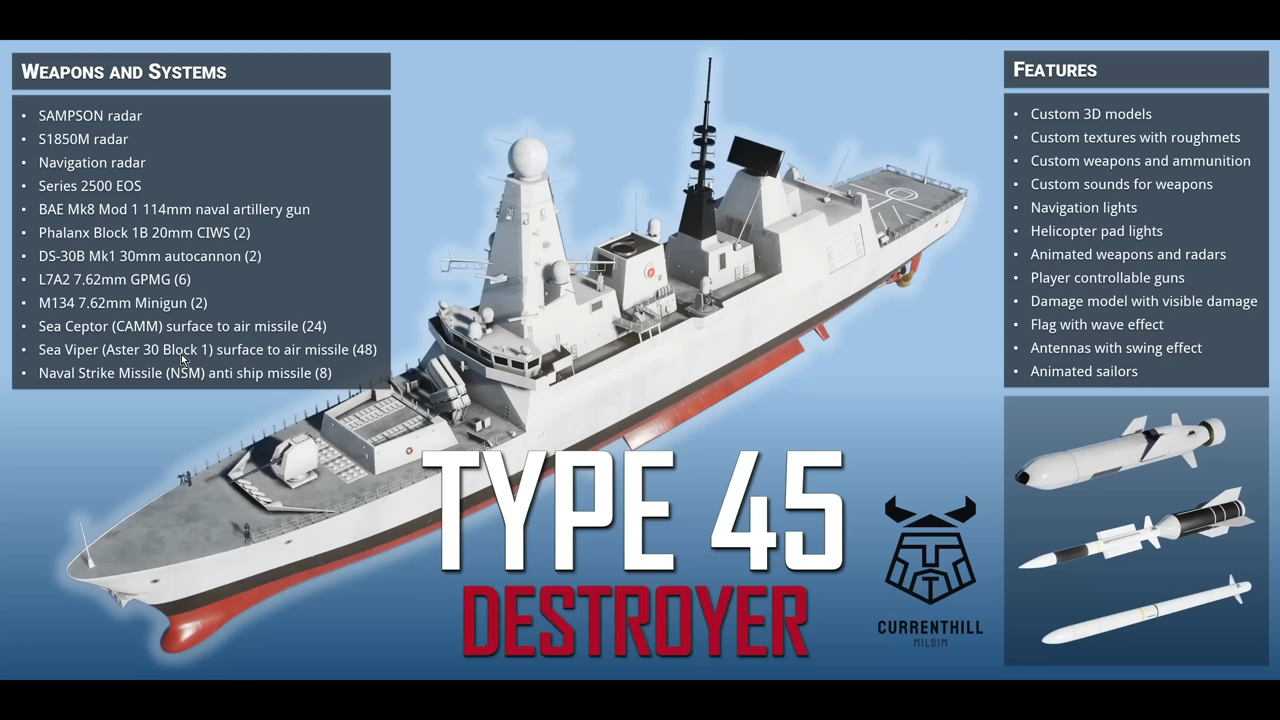 WEAPONS AND SYSTEMS
• SAMPSON radar
• S1850M radar
• Navigation radar
• Series 2500 EOS
• BAE Mk8 Mod 1 114mm naval artillery gun
• Phalanx Block 1B 20mm CIWS (2)
• DS-30B Mk1 30mm autocannon (2)
• L7A2 7.62mm GPMG (6)
• M134 7.62mm Minigun (2)
• Sea Ceptor (CAMM) surface to air missile (24)
• Sea Viper (Aster 30 Block 1) surface to air missile (48)
• Naval Strike Missile (NSM) anti ship missile (8)
FEATURES
• Custom 3D models
• Custom textures with roughmets
• Custom weapons and ammunition
• Custom sounds for weapons
• Navigation lights
• Helicopter pad lights
• Animated weapons and radars
• Player controllable guns
• Damage model with visible damage
• Flag with wave effect
• Antennas with swing effect
• Animated sailors
TYPE 45
DESTROYER
CURRENTHILL
MILSIM